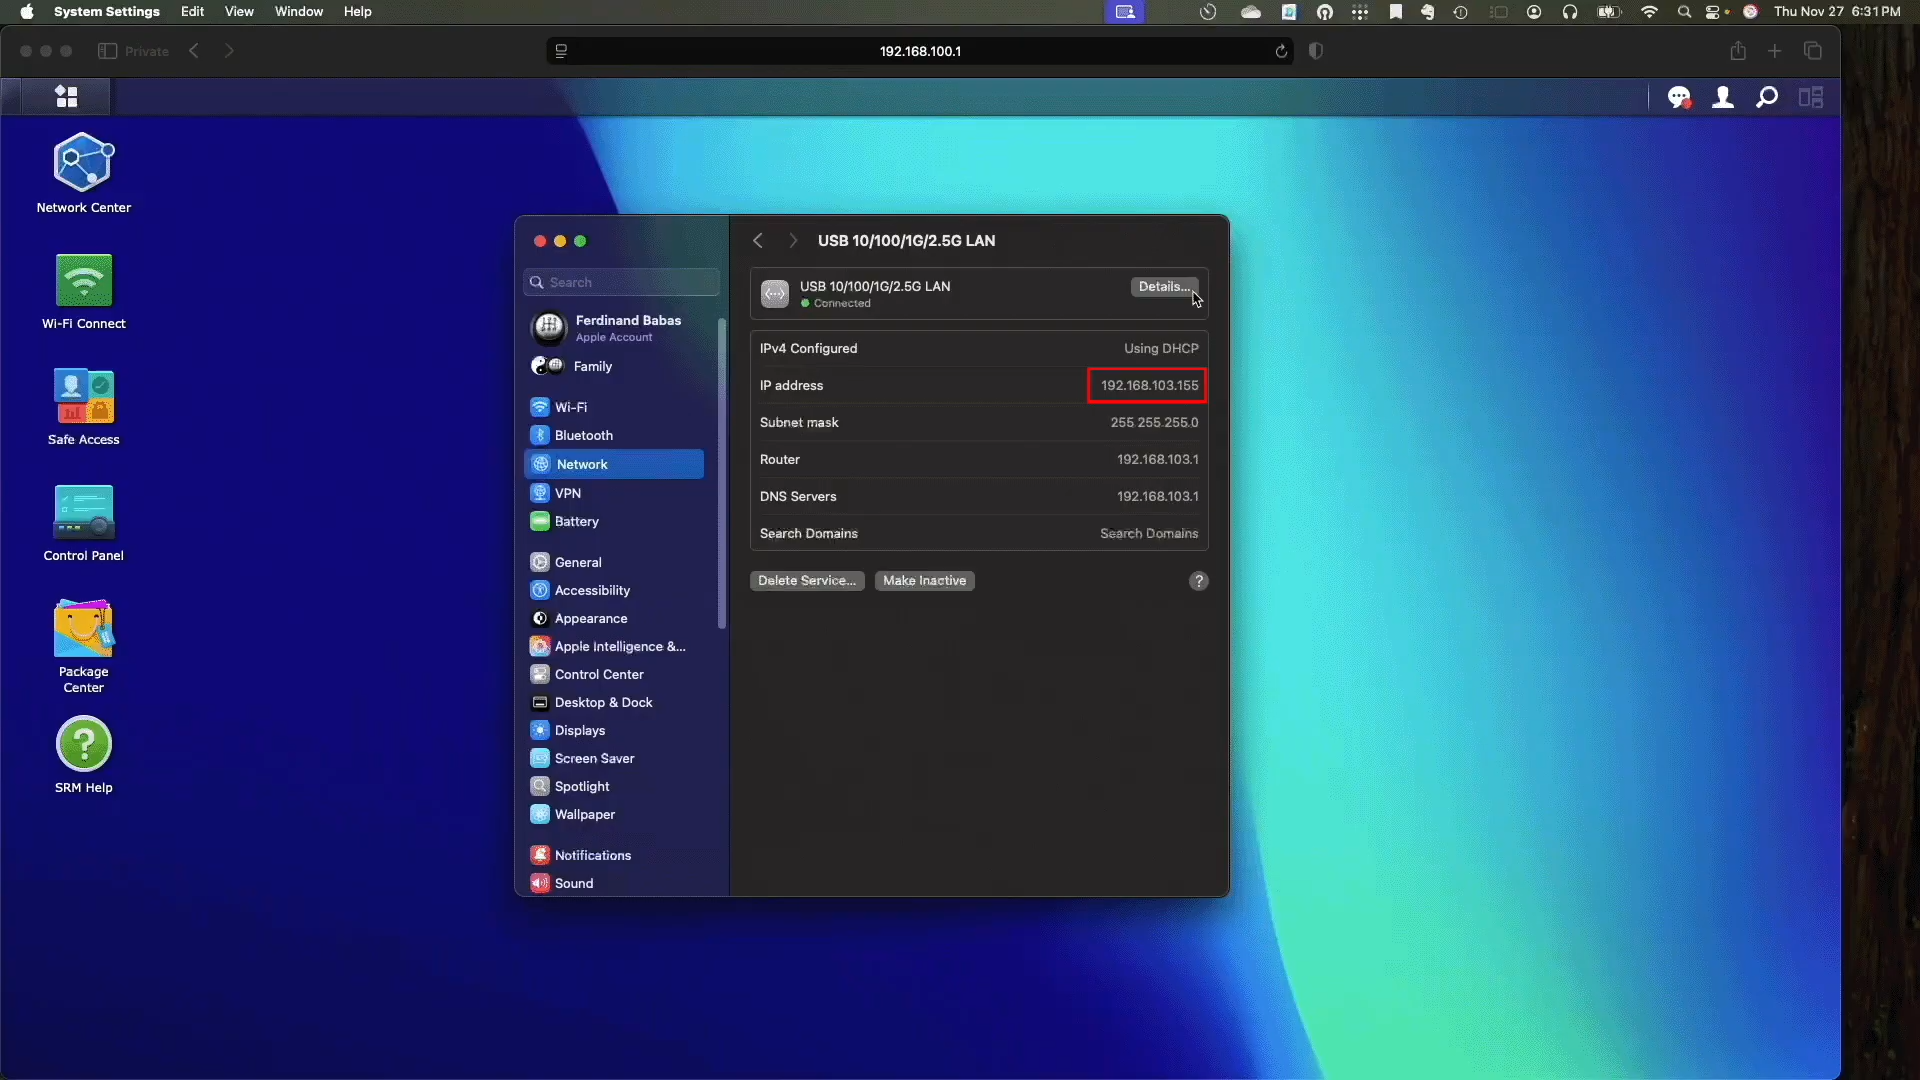 System Settings Edit View Window Help
Thu Nov 27 6:31 PM
Private
192.168.100.1
Network Center
Wi-Fi Connect
Safe Access
Control Panel
Package
Center
SRM Help
Search
Ferdinand Babas
Apple Account
Family
Wi-Fi
Bluetooth
Network
VPN
Battery
General
Accessibility
Appearance
Apple Intelligence &...
Control Center
Desktop & Dock
Displays
Screen Saver
Spotlight
Wallpaper
Notifications
Sound
USB 10/100/1G/2.5G LAN
USB 10/100/1G/2.5G LAN
Connected
Details...
IPv4 Configured Using DHCP
IP address 192.168.103.155
Subnet mask 255.255.255.0
Router 192.168.103.1
DNS Servers 192.168.103.1
Search Domains Search Domains
Delete Service... Make Inactive ?